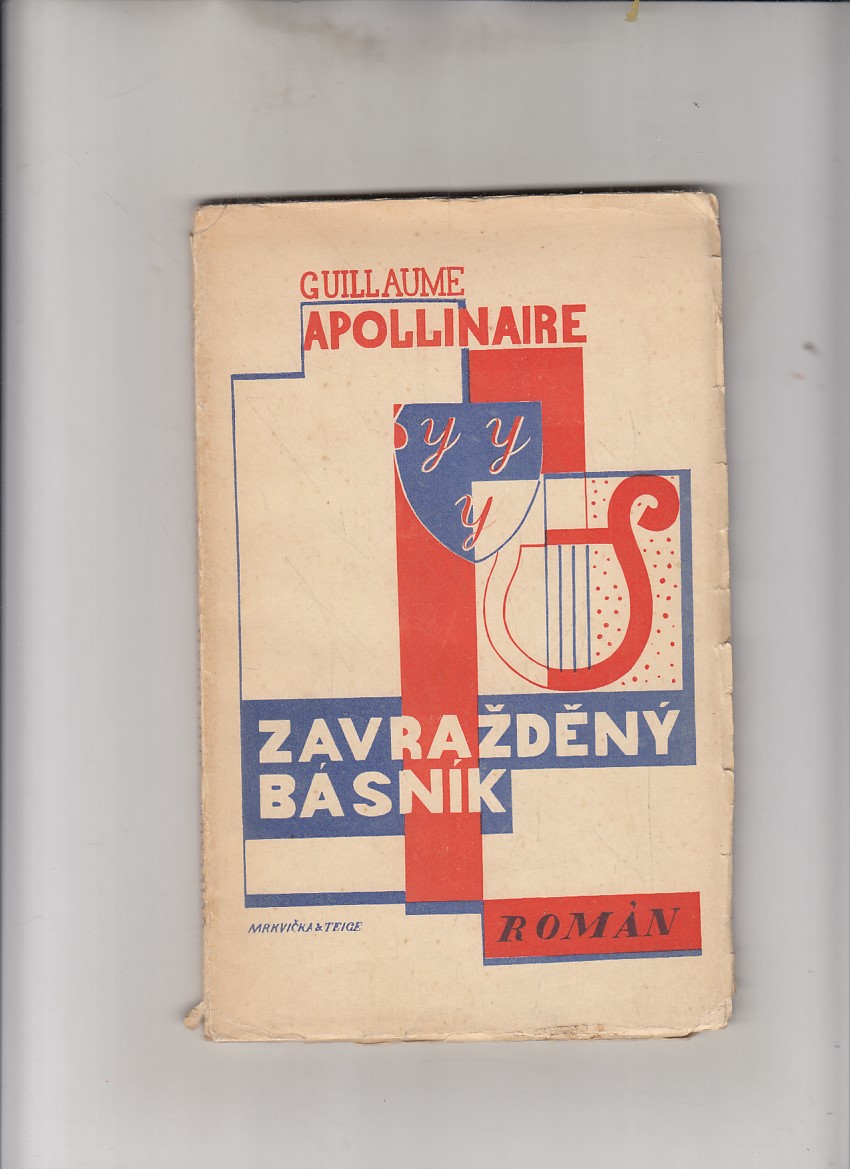 GUILLAUME
APOLLINAIRE
y y
y
ZAVRAŽDĚNÝ
BÁSNÍK
MRKVIČKA & TEIGE
ROMÁN